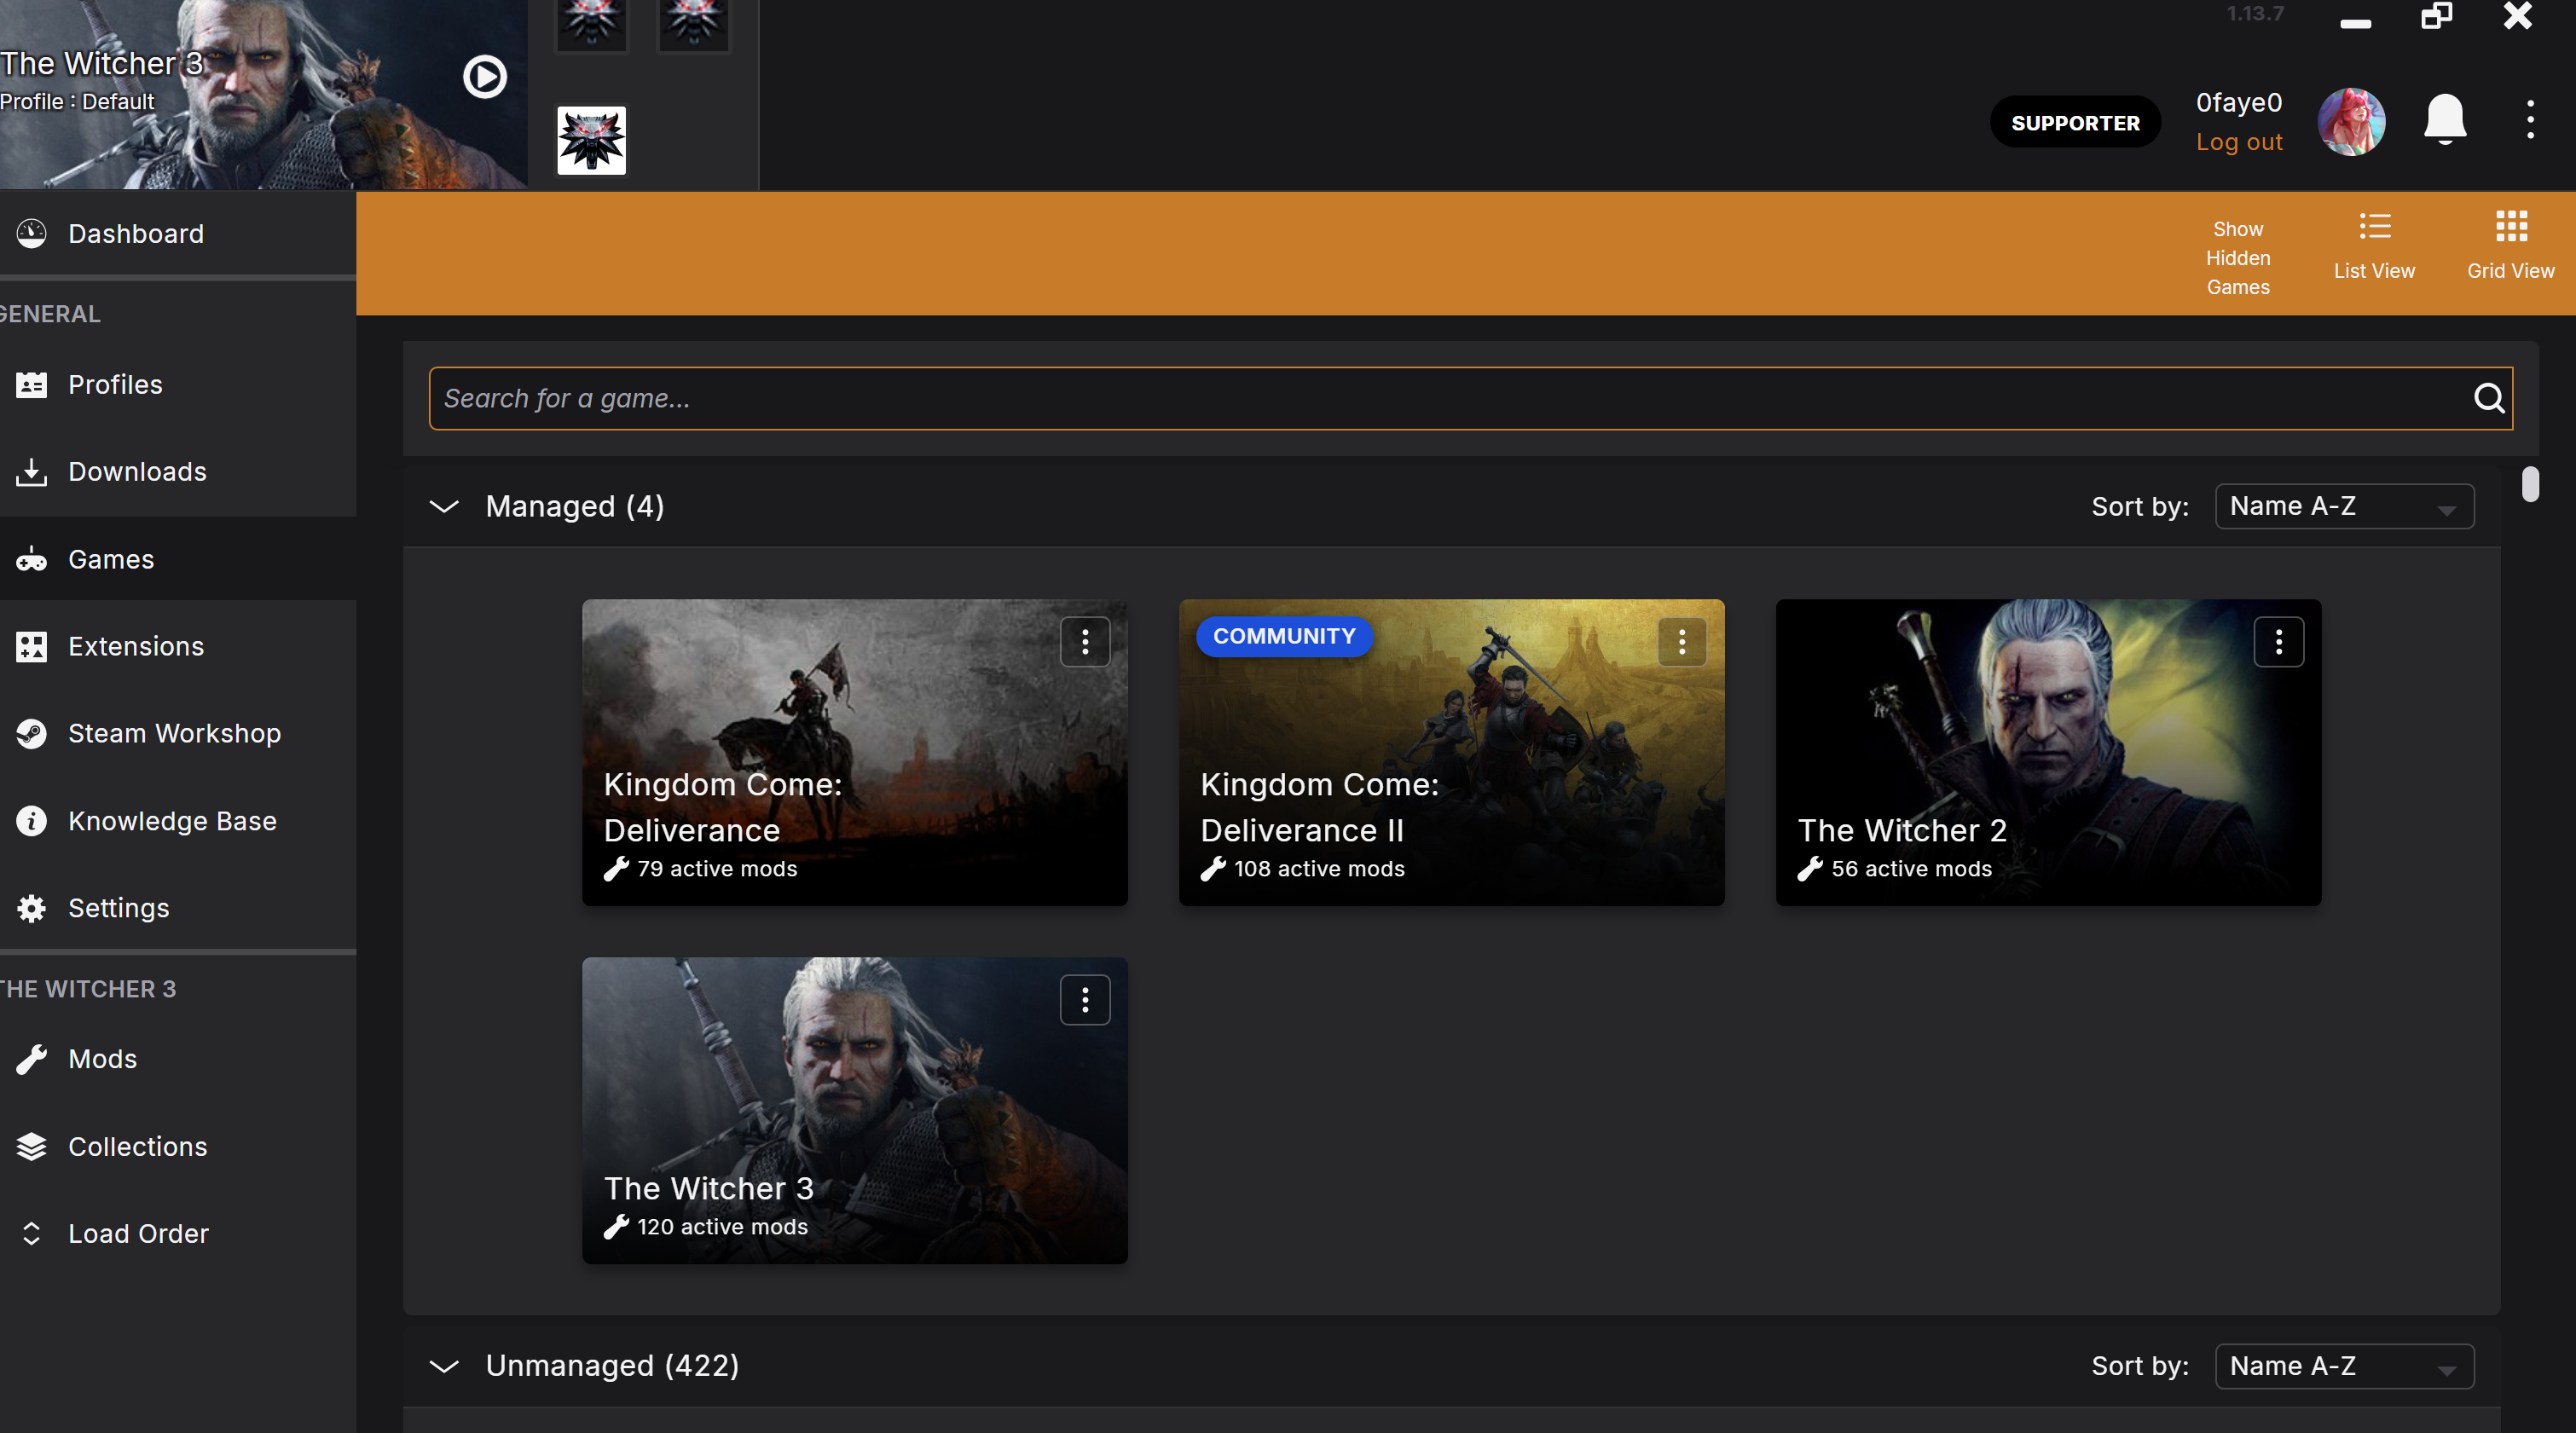 The Witcher 3
Profile : Default
1.13.7
SUPPORTER
0faye0
Log out
Dashboard
GENERAL
Profiles
Downloads
Games
Extensions
Steam Workshop
Knowledge Base
Settings
THE WITCHER 3
Mods
Collections
Load Order
Show
Hidden
Games
List View
Grid View
Search for a game...
Managed (4)
Sort by:
Name A-Z
Kingdom Come:
Deliverance
79 active mods
COMMUNITY
Kingdom Come:
Deliverance II
108 active mods
The Witcher 2
56 active mods
The Witcher 3
120 active mods
Unmanaged (422)
Sort by:
Name A-Z